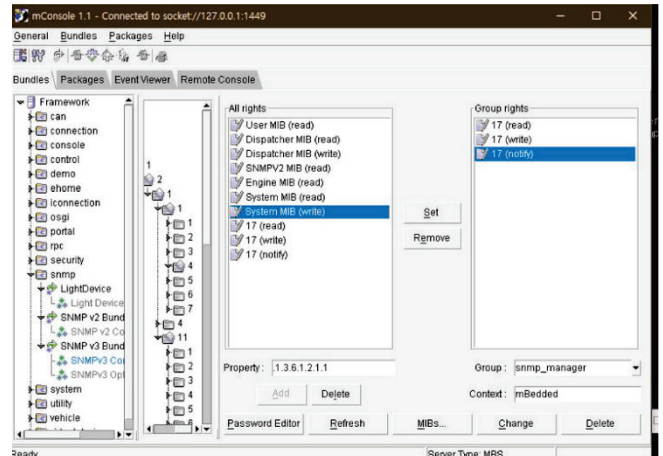 mConsole 1.1 - Connected to socket://127.0.0.1:1449
General Bundles Packages Help
Bundles Packages Event Viewer Remote Console
Framework
can
connection
console
control
demo
ehome
iconnection
osgi
portal
rpc
security
snmp
LightDevice
Light Device
SNMP v2 Bund
SNMP v2 Co
SNMP v3 Bund
SNMPv3 Cor
SNMPv3 Opt
system
utility
vehicle
1
2
1
1
1
2
3
4
5
6
7
4
11
1
2
3
4
5
6
All rights
User MIB (read)
Dispatcher MIB (read)
Dispatcher MIB (write)
SNMPV2 MIB (read)
Engine MIB (read)
System MIB (read)
System MIB (write)
17 (read)
17 (write)
17 (notify)
Set
Remove
Group rights
17 (read)
17 (write)
17 (notify)
Property: .1.3.6.1.2.1.1
Group: snmp_manager
Add Delete
Context: mBedded
Password Editor Refresh MIBs... Change Delete
Ready
Server Type: MBS